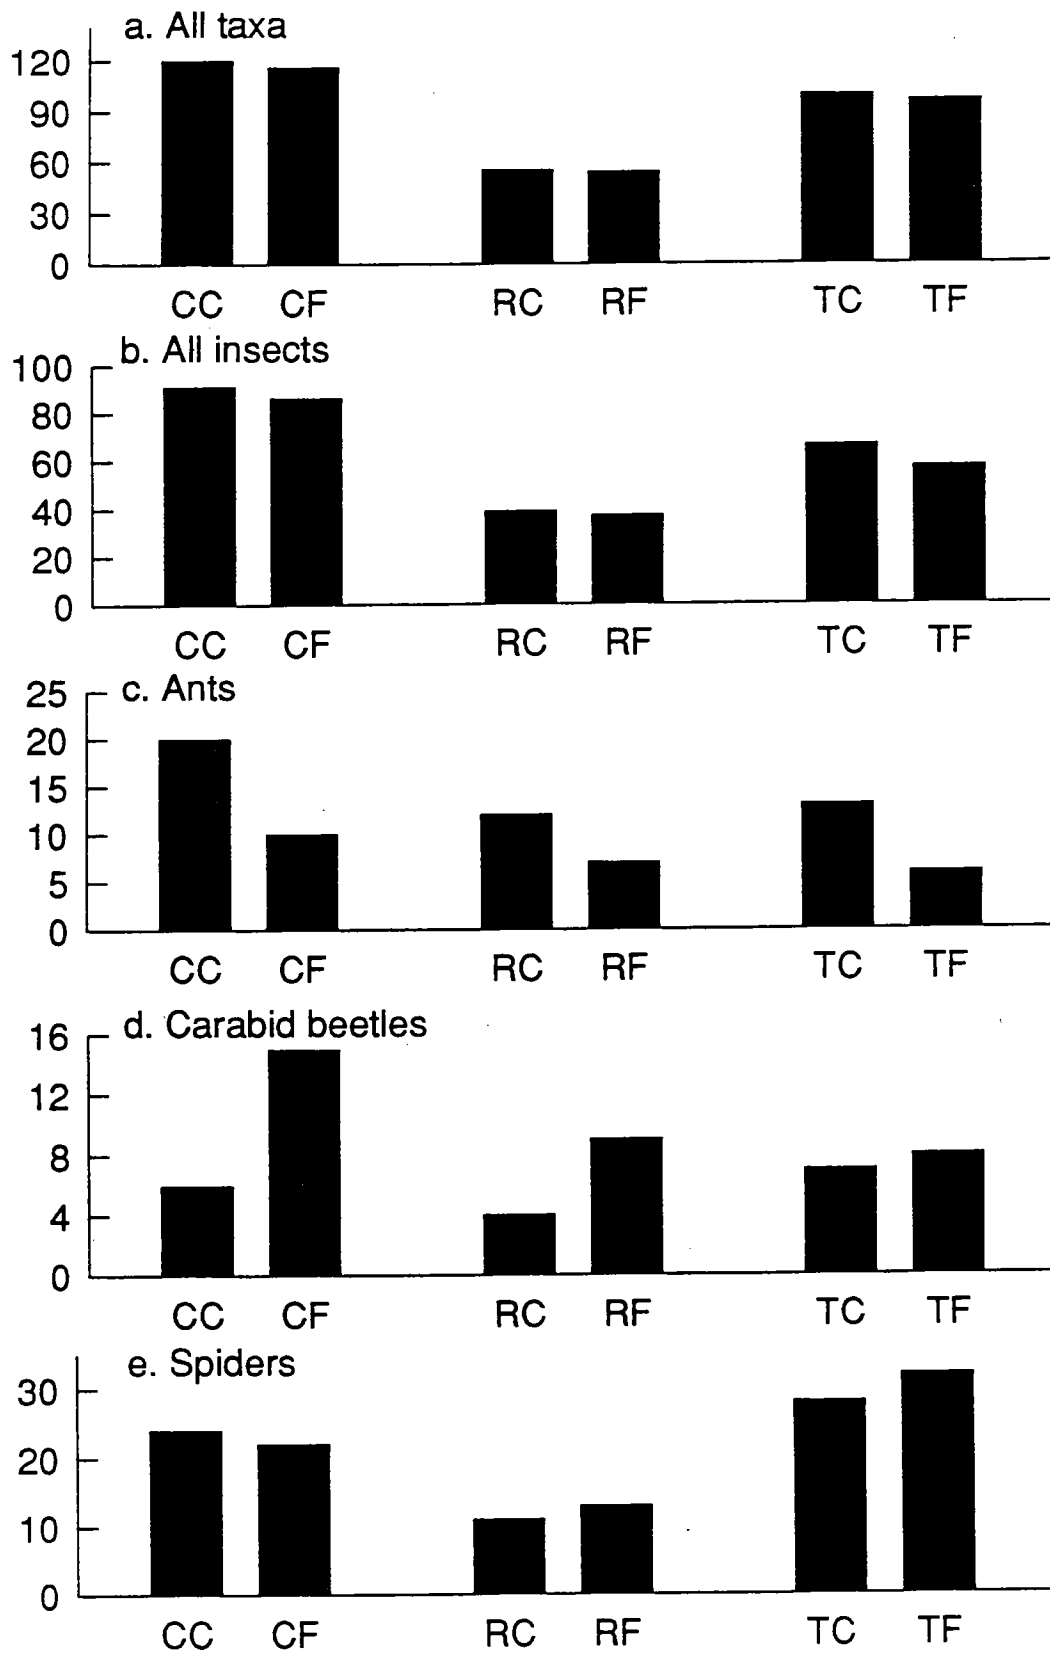 a. All taxa
120
90
60
30
0
CC CF RC RF TC TF
b. All insects
100
80
60
40
20
0
CC CF RC RF TC TF
c. Ants
25
20
15
10
5
0
CC CF RC RF TC TF
d. Carabid beetles
16
12
8
4
0
CC CF RC RF TC TF
e. Spiders
30
20
10
0
CC CF RC RF TC TF